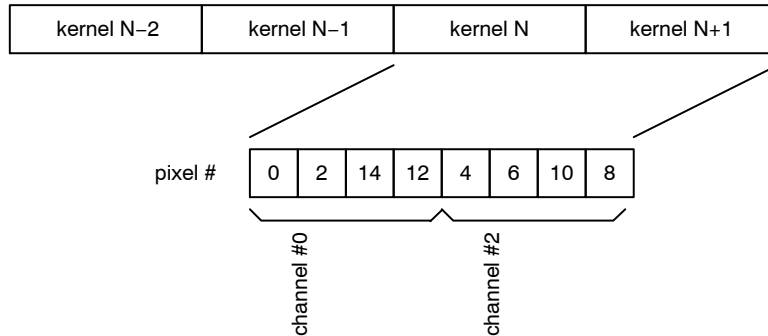 kernel N−2 kernel N−1 kernel N kernel N+1
pixel # 0 2 14 12 4 6 10 8
channel #0
channel #2